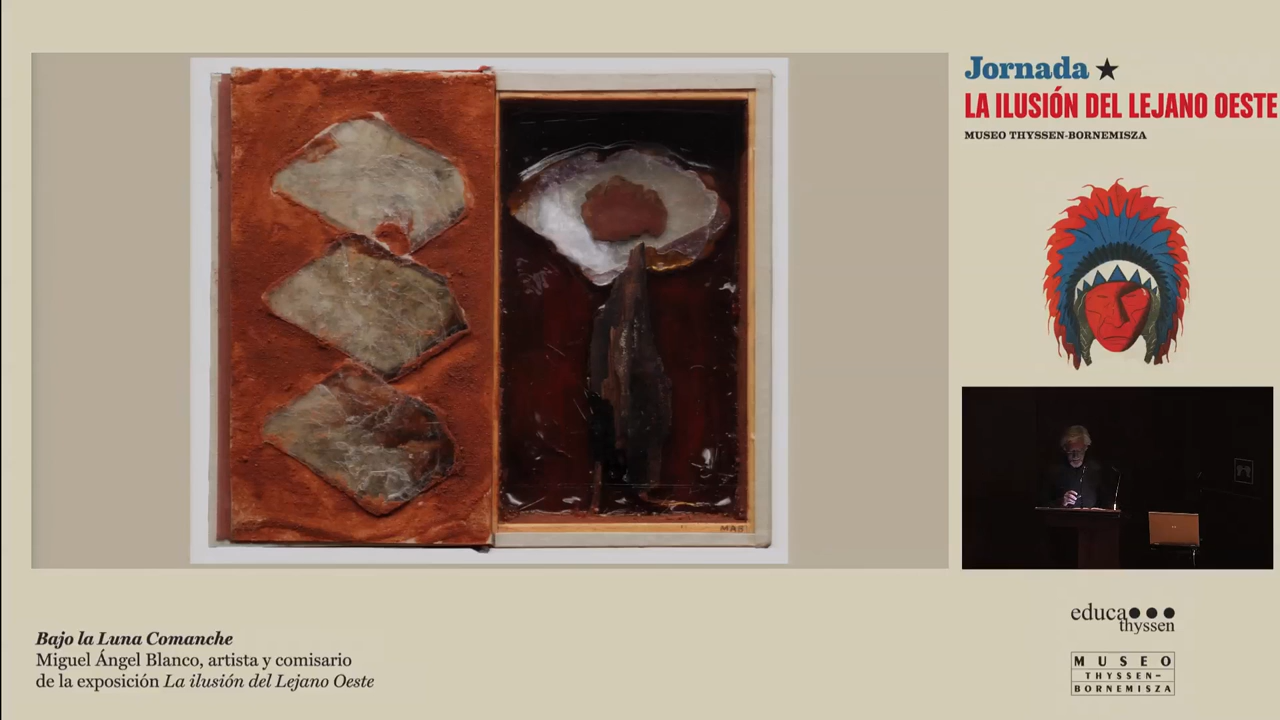 Jornada
LA ILUSIÓN DEL LEJANO OESTE
MUSEO THYSSEN-BORNEMISZA
MAB
Bajo la Luna Comanche
Miguel Ángel Blanco, artista y comisario
de la exposición La ilusión del Lejano Oeste
educa
thyssen
MUSEO
THYSSEN-
BORNEMISZA